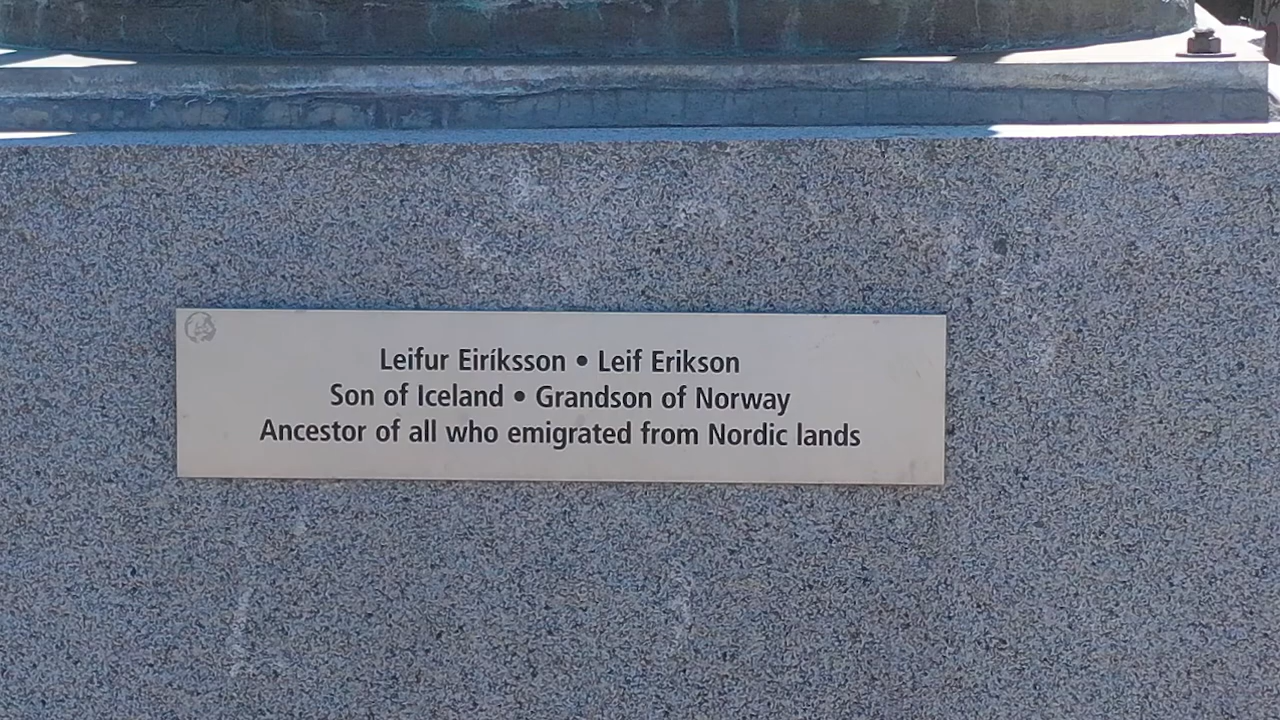 Leifur Eiríksson • Leif Erikson
Son of Iceland • Grandson of Norway
Ancestor of all who emigrated from Nordic lands